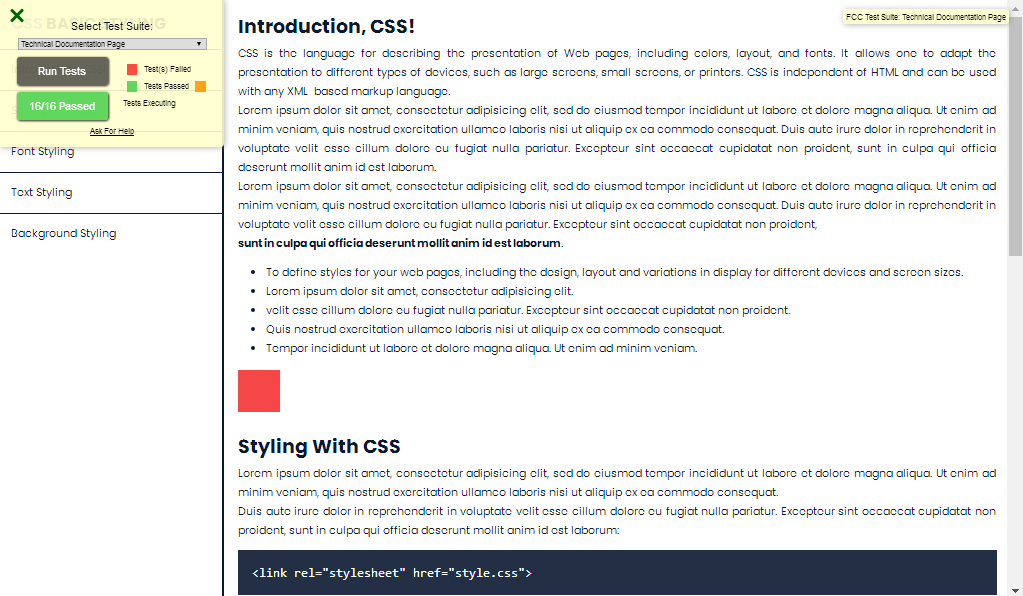 CSS BASIC STYLING
Select Test Suite:
Technical Documentation Page
Run Tests
Test(s) Failed
Tests Passed
16/16 Passed
Tests Executing
Ask For Help
Font Styling
Text Styling
Background Styling
FCC Test Suite: Technical Documentation Page
Introduction, CSS!
CSS is the language for describing the presentation of Web pages, including colors, layout, and fonts. It allows one to adapt the
presentation to different types of devices, such as large screens, small screens, or printers. CSS is independent of HTML and can be used
with any XML based markup language.
Lorem ipsum dolor sit amet, consectetur adipisicing elit, sed do eiusmod tempor incididunt ut labore et dolore magna aliqua. Ut enim ad
minim veniam, quis nostrud exercitation ullamco laboris nisi ut aliquip ex ea commodo consequat. Duis aute irure dolor in reprehenderit in
voluptate velit esse cillum dolore eu fugiat nulla pariatur. Excepteur sint occaecat cupidatat non proident, sunt in culpa qui officia
deserunt mollit anim id est laborum.
Lorem ipsum dolor sit amet, consectetur adipisicing elit, sed do eiusmod tempor incididunt ut labore et dolore magna aliqua. Ut enim ad
minim veniam, quis nostrud exercitation ullamco laboris nisi ut aliquip ex ea commodo consequat. Duis aute irure dolor in reprehenderit in
voluptate velit esse cillum dolore eu fugiat nulla pariatur. Excepteur sint occaecat cupidatat non proident,
sunt in culpa qui officia deserunt mollit anim id est laborum.
• To define styles for your web pages, including the design, layout and variations in display for different devices and screen sizes.
• Lorem ipsum dolor sit amet, consectetur adipisicing elit.
• velit esse cillum dolore eu fugiat nulla pariatur. Excepteur sint occaecat cupidatat non proident.
• Quis nostrud exercitation ullamco laboris nisi ut aliquip ex ea commodo consequat.
• Tempor incididunt ut labore et dolore magna aliqua. Ut enim ad minim veniam.
Styling With CSS
Lorem ipsum dolor sit amet, consectetur adipisicing elit, sed do eiusmod tempor incididunt ut labore et dolore magna aliqua. Ut enim ad
minim veniam, quis nostrud exercitation ullamco laboris nisi ut aliquip ex ea commodo consequat.
Duis aute irure dolor in reprehenderit in voluptate velit esse cillum dolore eu fugiat nulla pariatur. Excepteur sint occaecat cupidatat non
proident, sunt in culpa qui officia deserunt mollit anim id est laborum:
<link rel="stylesheet" href="style.css">